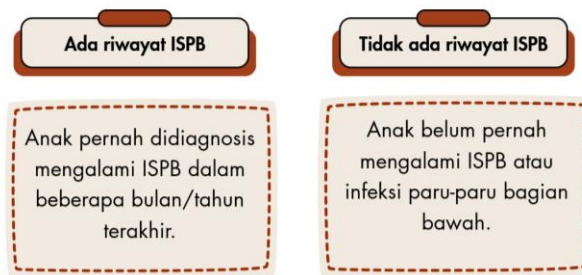 Ada riwayat ISPB
Tidak ada riwayat ISPB
Anak pernah didiagnosis
mengalami ISPB dalam
beberapa bulan/tahun
terakhir.
Anak belum pernah
mengalami ISPB atau
infeksi paru-paru bagian
bawah.